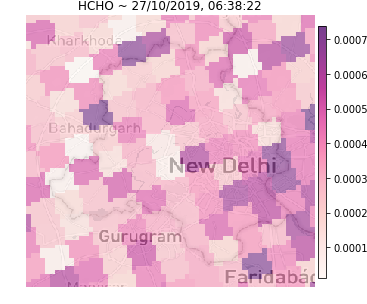 HCHO ~ 27/10/2019, 06:38:22
Kharkhoda
0.0007
0.0006
Bahadurgarh
0.0005
New Delhi
0.0004
0.0003
Gurugram
0.0002
Faridabad
0.0001